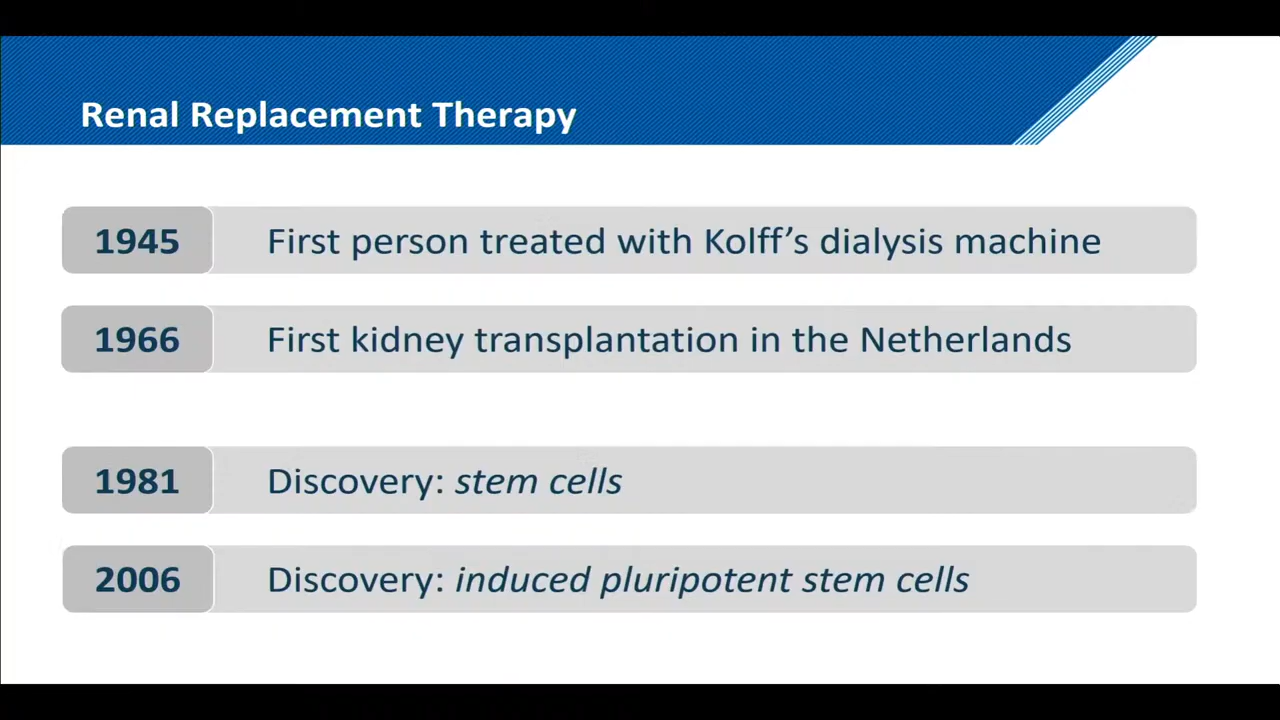 Renal Replacement Therapy
1945 First person treated with Kolff’s dialysis machine
1966 First kidney transplantation in the Netherlands
1981 Discovery: stem cells
2006 Discovery: induced pluripotent stem cells